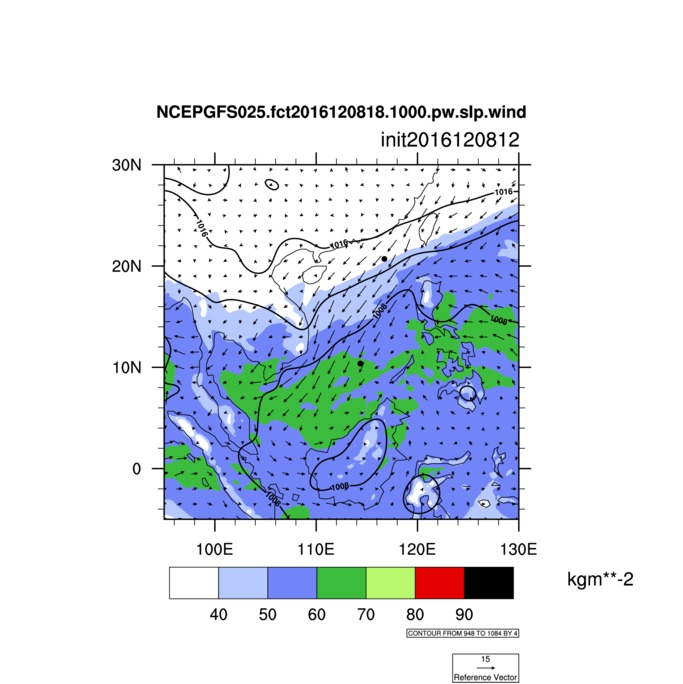 NCEPGFS025.fct2016120818.1000.pw.slp.wind
init2016120812
30N
1016
1016
1016
20N
1008
1008
10N
0
1008
1008
100E 110E 120E 130E
kgm**-2
40 50 60 70 80 90
CONTOUR FROM 948 TO 1084 BY 4
15
Reference Vector